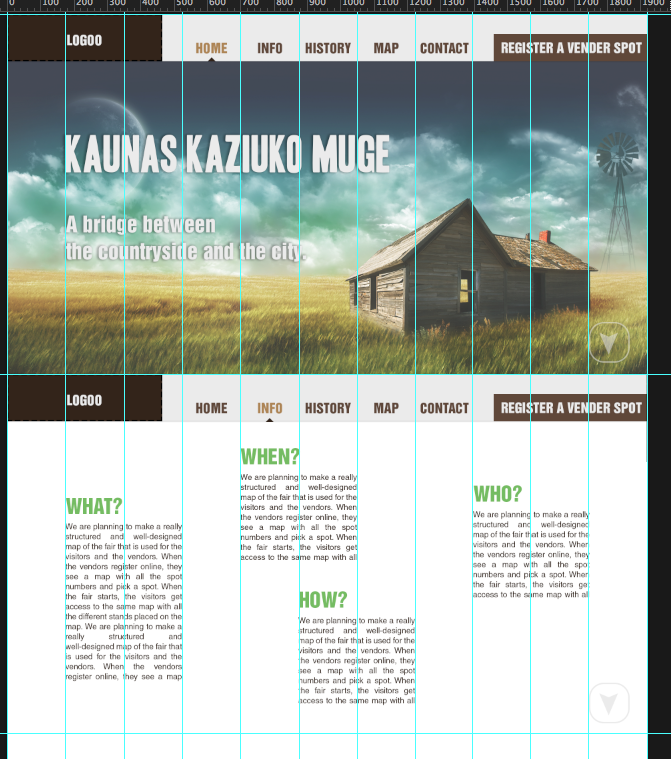 0 100 200 300 400 500 600 700 800 900 1000 1100 1200 1300 1400 1500 1600 1700 1800 1900
LOGOO
HOME INFO HISTORY MAP CONTACT REGISTER A VENDER SPOT
KAUNAS KAZIUKO MUGE
A bridge between
the countryside and the city.
LOGOO
HOME INFO HISTORY MAP CONTACT REGISTER A VENDER SPOT
WHEN?
We are planning to make a really
structured and well-designed
map of the fair that is used for the
visitors and the vendors. When
the vendors register online, they
see a map with all the spot
numbers and pick a spot. When
the fair starts, the visitors get
access to the same map with all
WHAT?
We are planning to make a really
structured and well-designed
map of the fair that is used for the
visitors and the vendors. When
the vendors register online, they
see a map with all the spot
numbers and pick a spot. When
the fair starts, the visitors get
access to the same map with all
the different stands placed on the
map. We are planning to make a
really structured and
well-designed map of the fair that
is used for the visitors and the
vendors. When the vendors
register online, they see a map
WHO?
We are planning to make a really
structured and well-designed
map of the fair that is used for the
visitors and the vendors. When
the vendors register online, they
see a map with all the spot
numbers and pick a spot. When
the fair starts, the visitors get
access to the same map with all
HOW?
We are planning to make a really
structured and well-designed
map of the fair that is used for the
visitors and the vendors. When
the vendors register online, they
see a map with all the spot
numbers and pick a spot. When
the fair starts, the visitors get
access to the same map with all